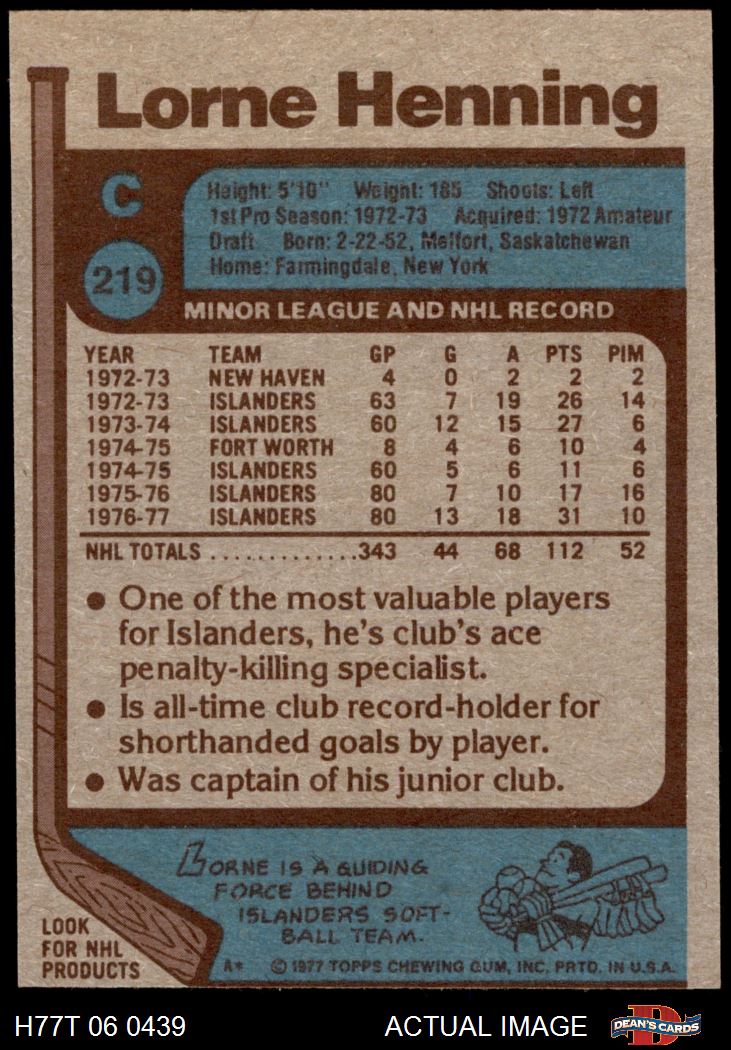 Lorne Henning
C
219
Height: 5'10" Weight: 185 Shoots: Left
1st Pro Season: 1972-73 Acquired: 1972 Amateur
Draft Born: 2-22-52, Melfort, Saskatchewan
Home: Farmingdale, New York
MINOR LEAGUE AND NHL RECORD
YEAR TEAM GP G A PTS PIM
1972-73 NEW HAVEN 4 0 2 2 2
1972-73 ISLANDERS 63 7 19 26 14
1973-74 ISLANDERS 60 12 15 27 6
1974-75 FORT WORTH 8 4 6 10 4
1974-75 ISLANDERS 60 5 6 11 6
1975-76 ISLANDERS 80 7 10 17 16
1976-77 ISLANDERS 80 13 18 31 10
NHL TOTALS .............343 44 68 112 52
● One of the most valuable players
for Islanders, he's club's ace
penalty-killing specialist.
● Is all-time club record-holder for
shorthanded goals by player.
● Was captain of his junior club.
LORNE IS A GUIDING
FORCE BEHIND
ISLANDERS SOFT-
BALL TEAM.
LOOK
FOR NHL
PRODUCTS
A* © 1977 TOPPS CHEWING GUM, INC. PRTD. IN U.S.A.
H77T 06 0439 ACTUAL IMAGE
D
DEAN'S CARDS